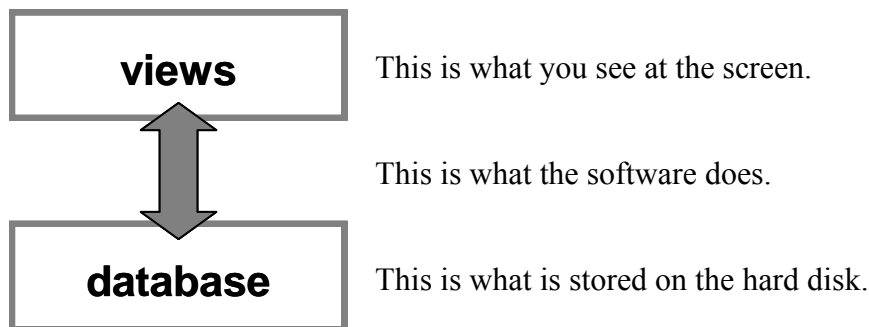 views
This is what you see at the screen.
This is what the software does.
database
This is what is stored on the hard disk.